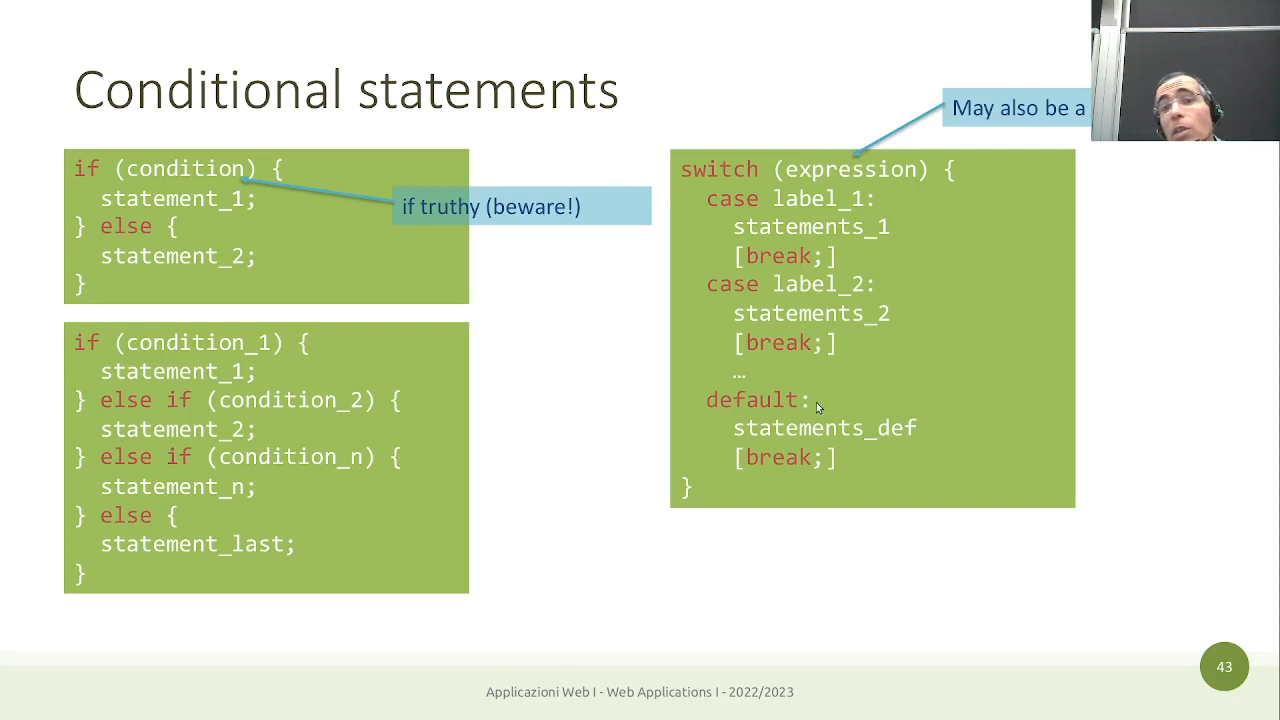 Conditional statements
if (condition) {
statement_1;
} else {
statement_2;
}
if truthy (beware!)
if (condition_1) {
statement_1;
} else if (condition_2) {
statement_2;
} else if (condition_n) {
statement_n;
} else {
statement_last;
}
May also be a
switch (expression) {
case label_1:
statements_1
[break;]
case label_2:
statements_2
[break;]
…
default:
statements_def
[break;]
}
Applicazioni Web I - Web Applications I - 2022/2023
43